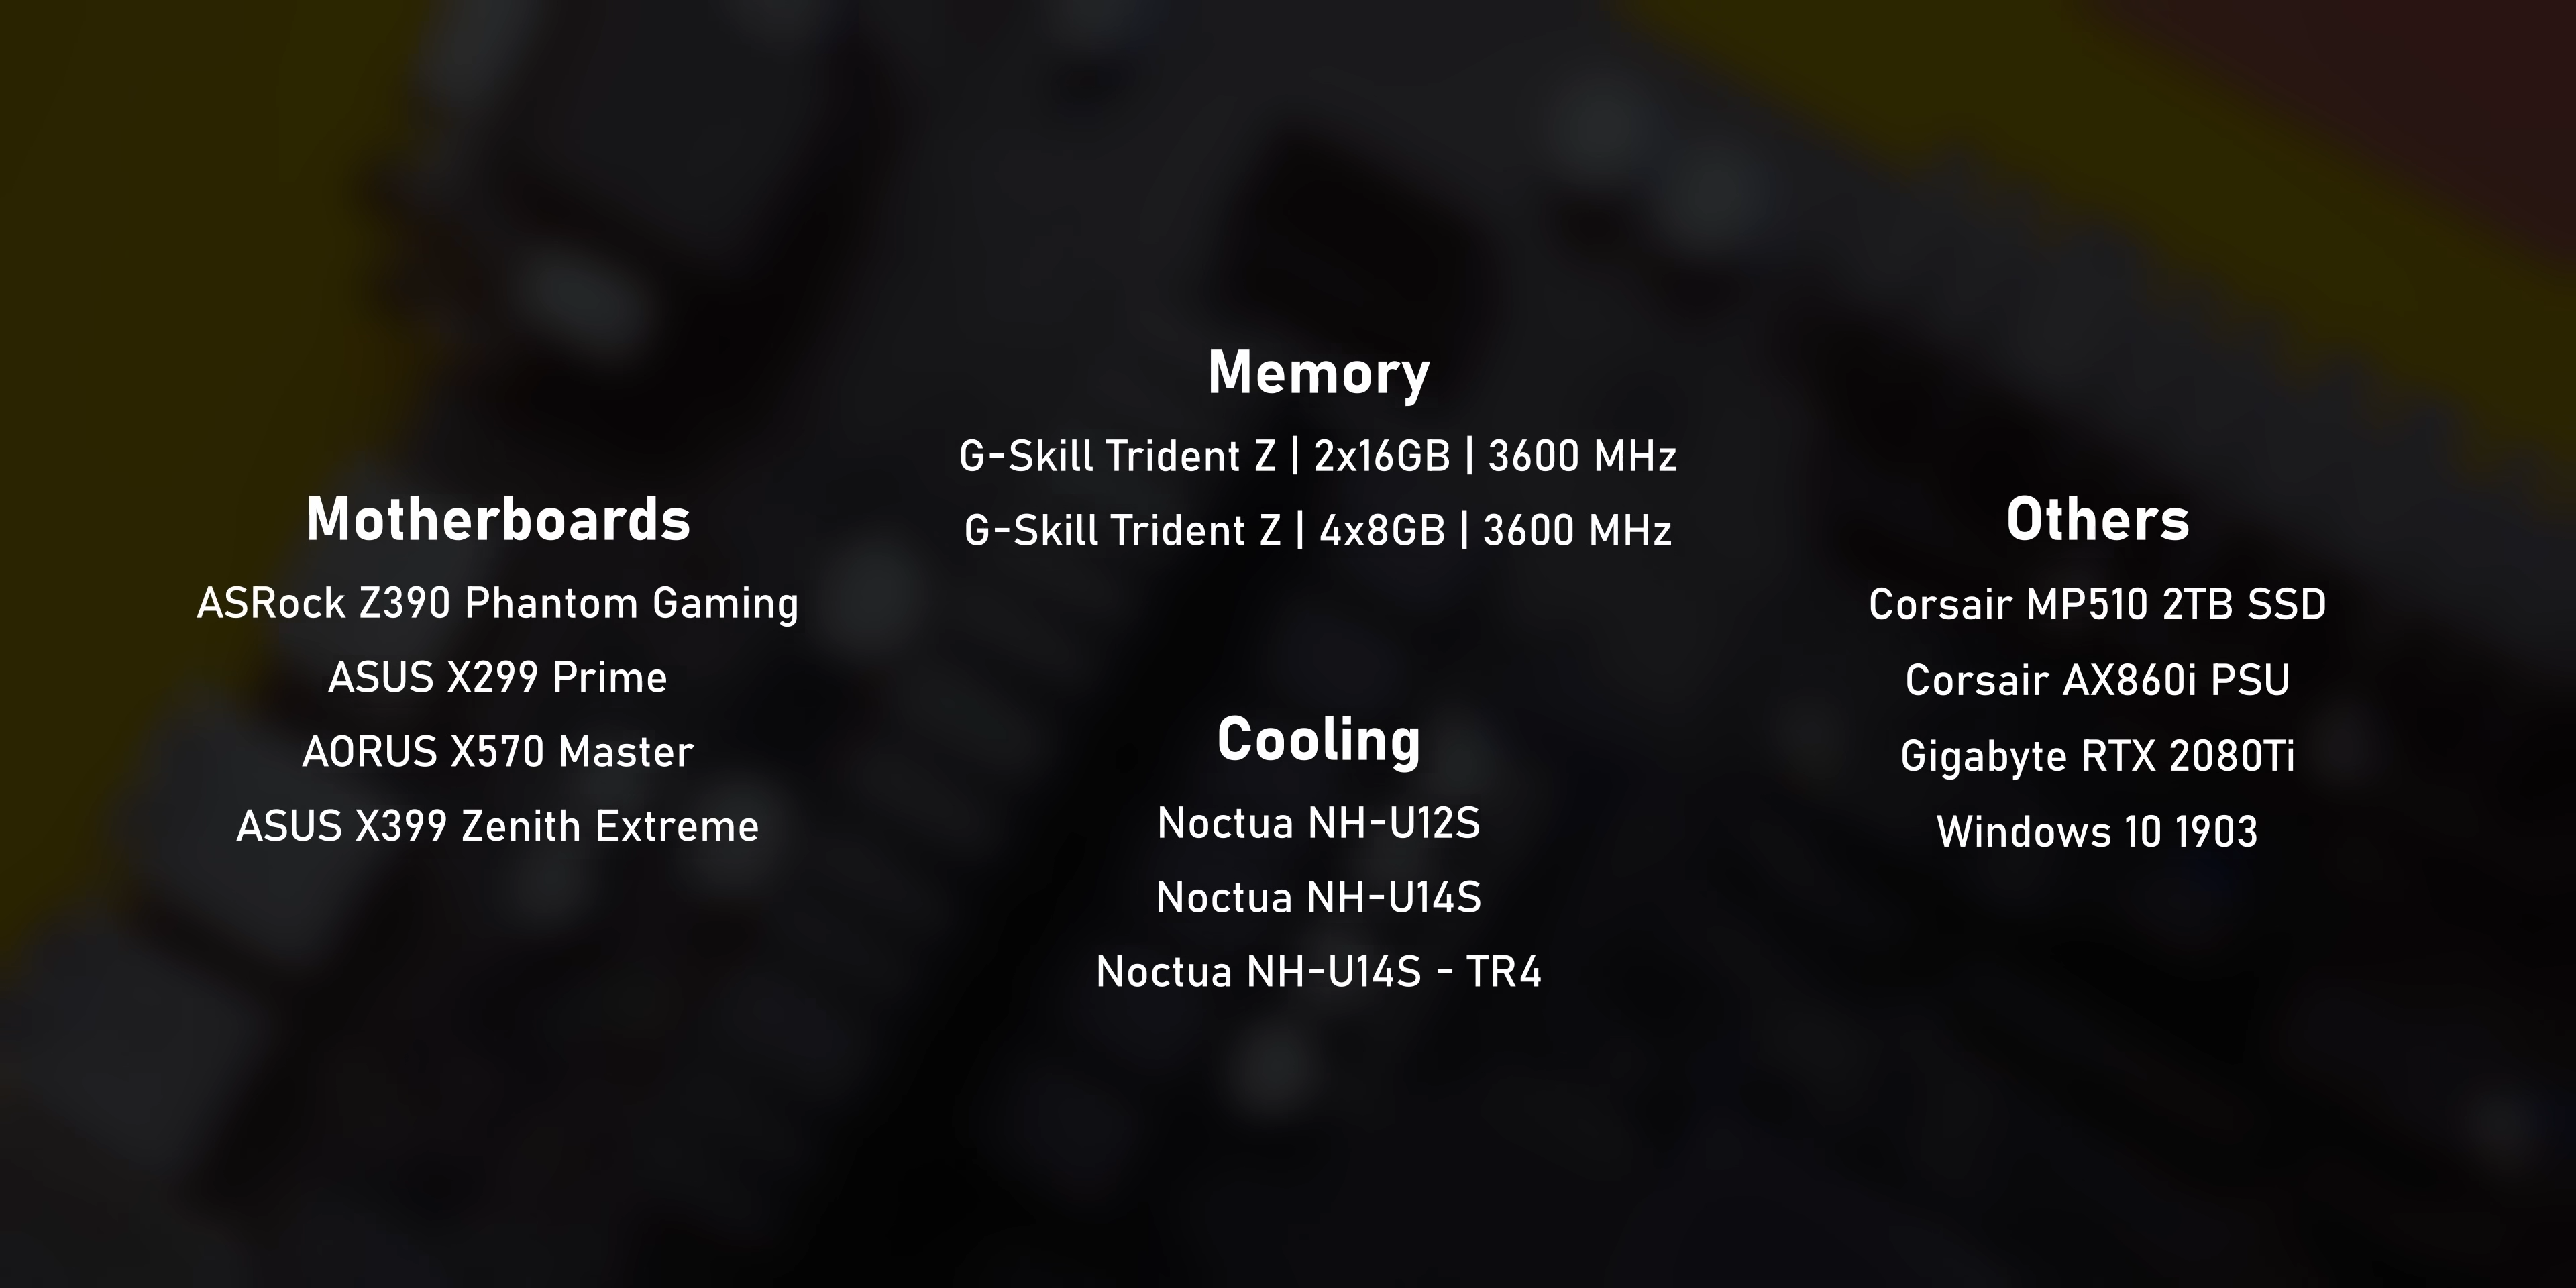 Motherboards
ASRock Z390 Phantom Gaming
ASUS X299 Prime
AORUS X570 Master
ASUS X399 Zenith Extreme
Memory
G-Skill Trident Z | 2x16GB | 3600 MHz
G-Skill Trident Z | 4x8GB | 3600 MHz
Cooling
Noctua NH-U12S
Noctua NH-U14S
Noctua NH-U14S - TR4
Others
Corsair MP510 2TB SSD
Corsair AX860i PSU
Gigabyte RTX 2080Ti
Windows 10 1903